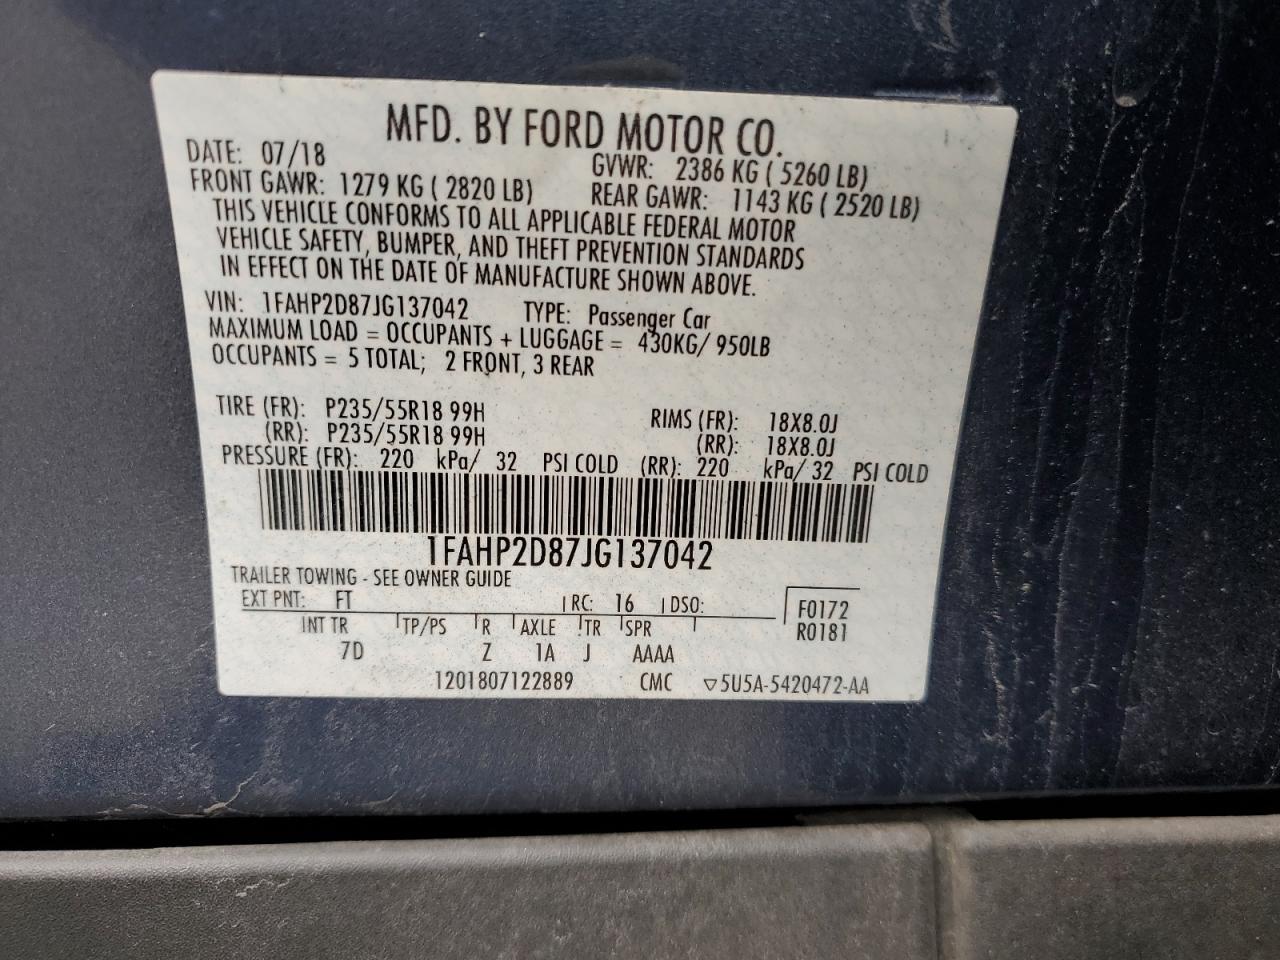 MFD. BY FORD MOTOR CO.
DATE: 07/18 GVWR: 2386 KG ( 5260 LB)
FRONT GAWR: 1279 KG ( 2820 LB) REAR GAWR: 1143 KG ( 2520 LB)
THIS VEHICLE CONFORMS TO ALL APPLICABLE FEDERAL MOTOR
VEHICLE SAFETY, BUMPER, AND THEFT PREVENTION STANDARDS
IN EFFECT ON THE DATE OF MANUFACTURE SHOWN ABOVE.
VIN: 1FAHP2D87JG137042 TYPE: Passenger Car
MAXIMUM LOAD = OCCUPANTS + LUGGAGE = 430KG/ 950LB
OCCUPANTS = 5 TOTAL; 2 FRONT, 3 REAR
TIRE (FR): P235/55R18 99H RIMS (FR): 18X8.0J
(RR): P235/55R18 99H (RR): 18X8.0J
PRESSURE (FR): 220 kPa/ 32 PSI COLD (RR): 220 kPa/ 32 PSI COLD
1FAHP2D87JG137042
TRAILER TOWING - SEE OWNER GUIDE
EXT PNT: FT RC: 16 DSO: F0172
INT TR TP/PS R AXLE TR SPR R0181
7D Z 1A J AAAA
1201807122889 CMC ▽5U5A-5420472-AA